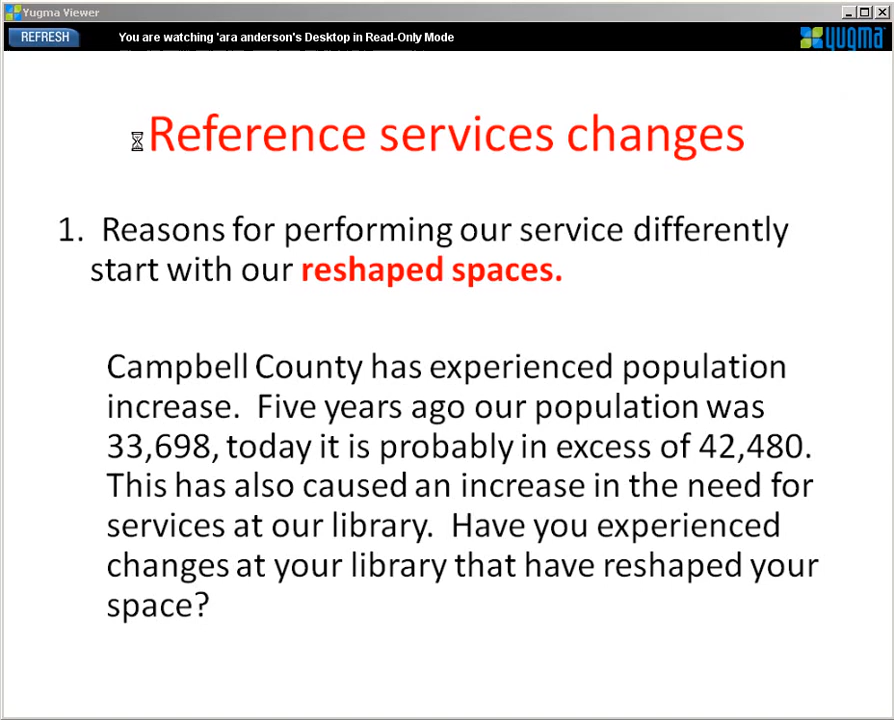 Yugma Viewer
REFRESH
You are watching 'ara anderson's Desktop in Read-Only Mode
yugma
Reference services changes
1. Reasons for performing our service differently
start with our reshaped spaces.
Campbell County has experienced population
increase. Five years ago our population was
33,698, today it is probably in excess of 42,480.
This has also caused an increase in the need for
services at our library. Have you experienced
changes at your library that have reshaped your
space?